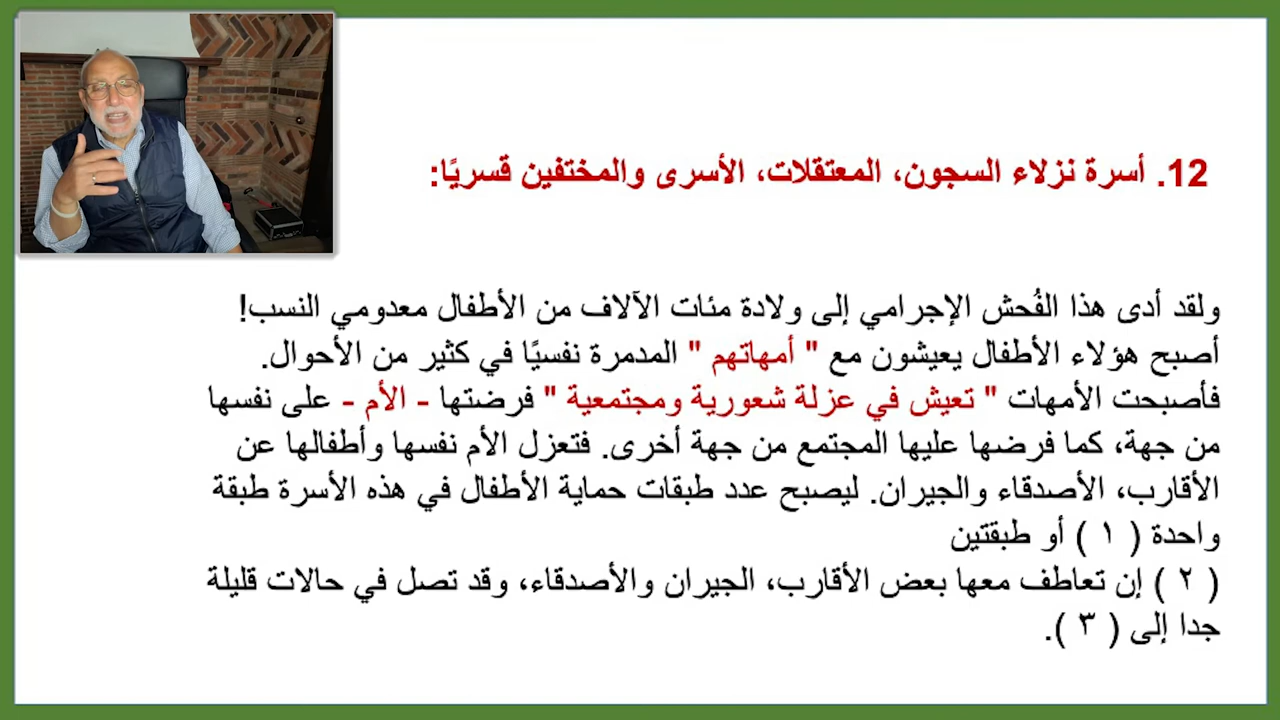 12. أسرة نزلاء السجون، المعتقلات، الأسرى والمختفين قسريًا:
ولقد أدى هذا الفُحش الإجرامي إلى ولادة مئات الآلاف من الأطفال معدومي النسب!
أصبح هؤلاء الأطفال يعيشون مع " أمهاتهم " المدمرة نفسيًا في كثير من الأحوال.
فأصبحت الأمهات " تعيش في عزلة شعورية ومجتمعية " فرضتها - الأم - على نفسها
من جهة، كما فرضها عليها المجتمع من جهة أخرى. فتعزل الأم نفسها وأطفالها عن
الأقارب، الأصدقاء والجيران. ليصبح عدد طبقات حماية الأطفال في هذه الأسرة طبقة
واحدة ( ١ ) أو طبقتين
( ٢ ) إن تعاطف معها بعض الأقارب، الجيران والأصدقاء، وقد تصل في حالات قليلة
جدا إلى ( ٣ ).